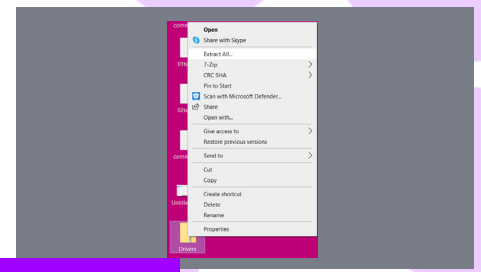 Open
Share with Skype
Extract All...
7-Zip
CRC SHA
Pin to Start
Scan with Microsoft Defender...
Share
Open with...
Give access to
Restore previous versions
Send to
Cut
Copy
Create shortcut
Delete
Rename
Properties
Drivers